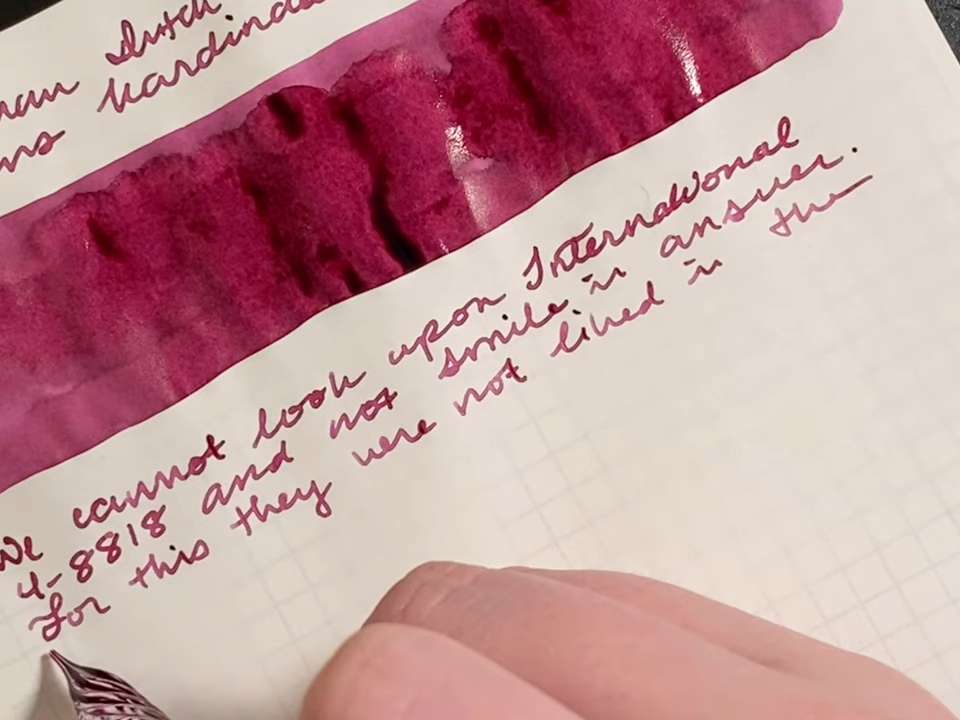 Dutch
kardinda
We cannot look upon International
4-8818 and not smile in answer.
For this they were not liked in the